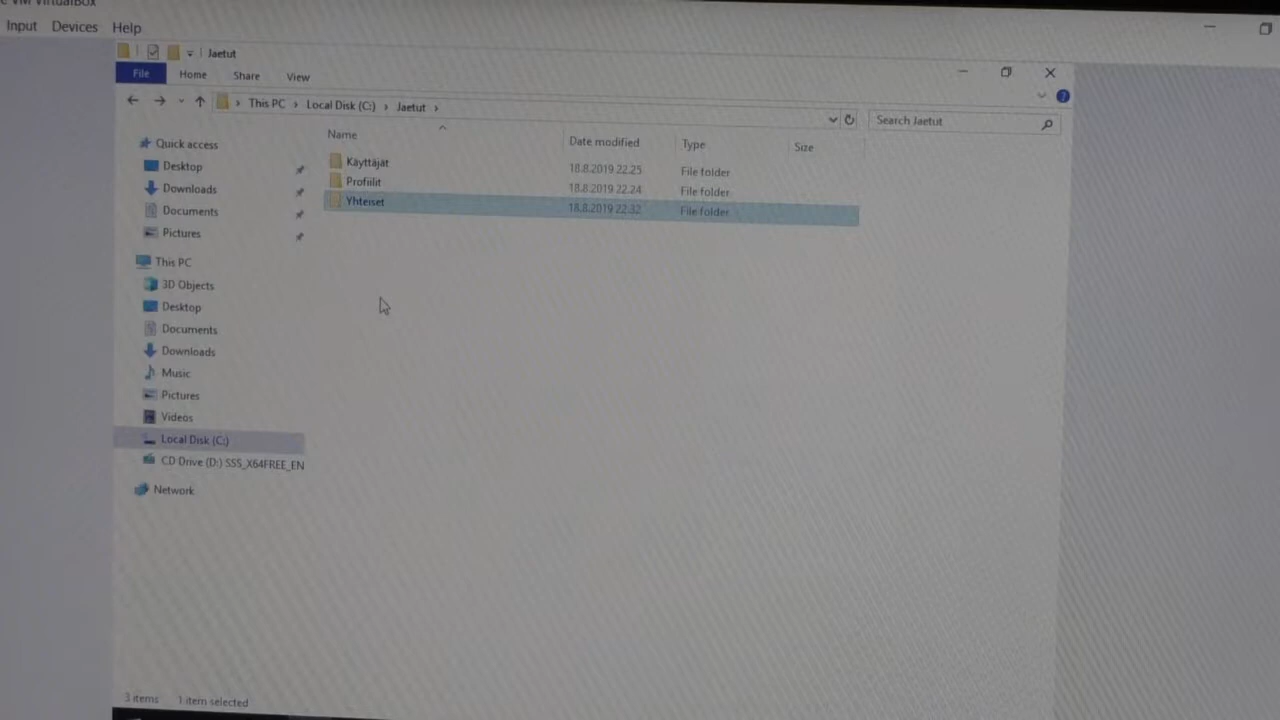 Input Devices Help
Jaetut
File Home Share View
This PC › Local Disk (C:) › Jaetut ›
Search Jaetut
Name Date modified Type Size
Käyttäjät 18.8.2019 22.25 File folder
Profiilit 18.8.2019 22.24 File folder
Yhteiset 18.8.2019 22.32 File folder
Quick access
Desktop
Downloads
Documents
Pictures
This PC
3D Objects
Desktop
Documents
Downloads
Music
Pictures
Videos
Local Disk (C:)
CD Drive (D:) SSS_X64FREE_EN
Network
3 items 1 item selected